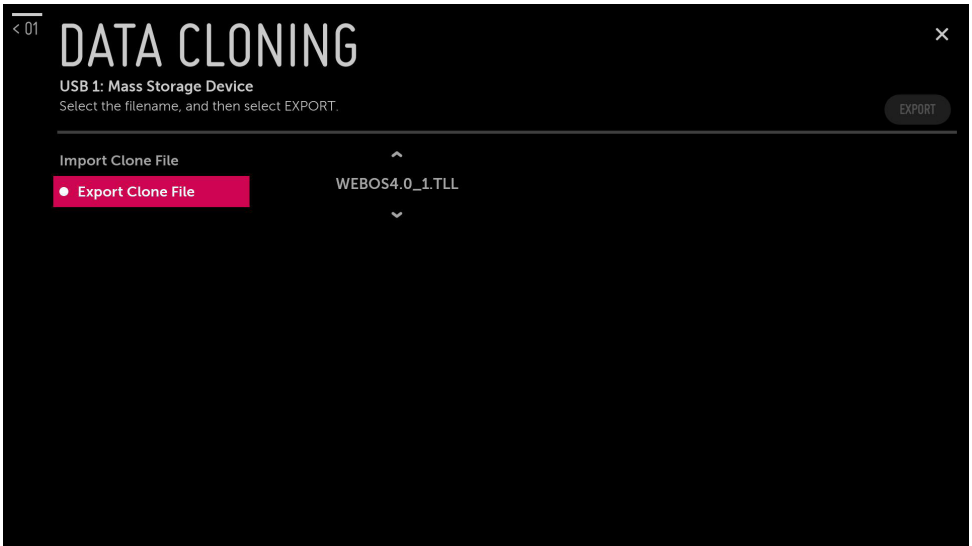 < 01
DATA CLONING
USB 1: Mass Storage Device
Select the filename, and then select EXPORT.
EXPORT
Import Clone File
Export Clone File
WEBOS4.0_1.TLL